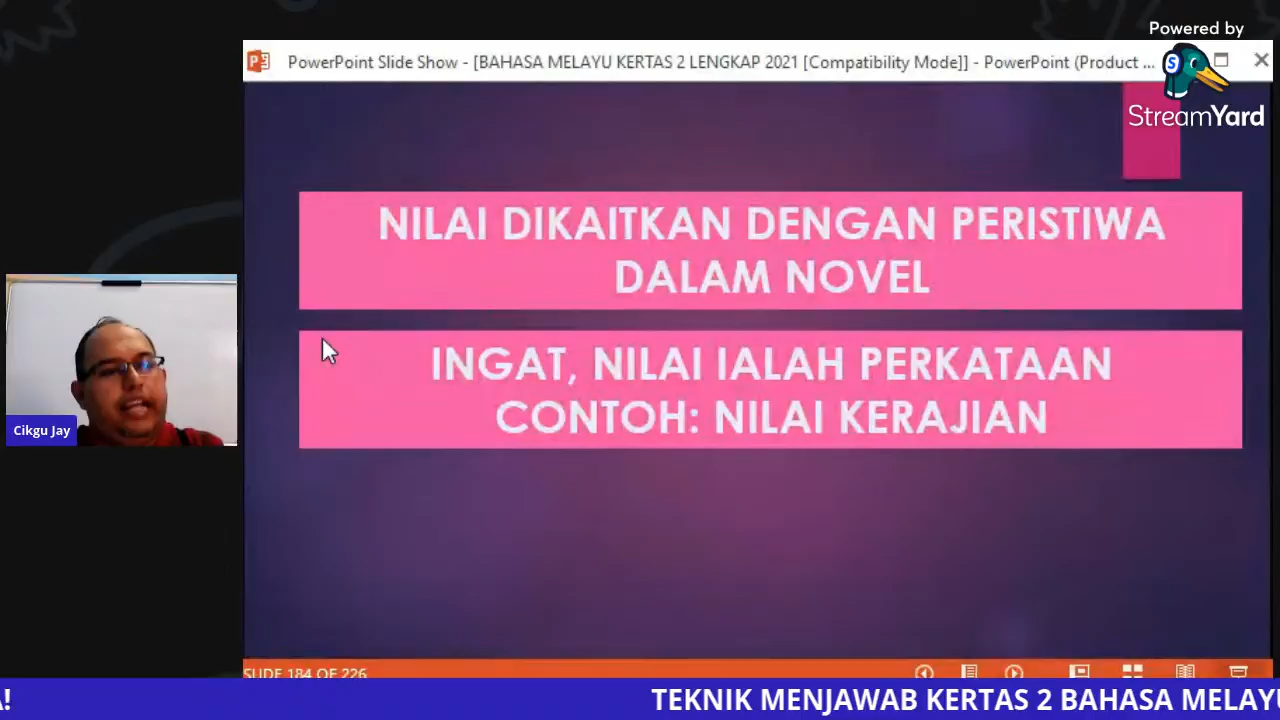 Powered by
PowerPoint Slide Show - [BAHASA MELAYU KERTAS 2 LENGKAP 2021 [Compatibility Mode]] - PowerPoint (Product ...
StreamYard
NILAI DIKAITKAN DENGAN PERISTIWA
DALAM NOVEL
INGAT, NILAI IALAH PERKATAAN
CONTOH: NILAI KERAJIAN
Cikgu Jay
SLIDE 184 OF 226
A! TEKNIK MENJAWAB KERTAS 2 BAHASA MELAYU